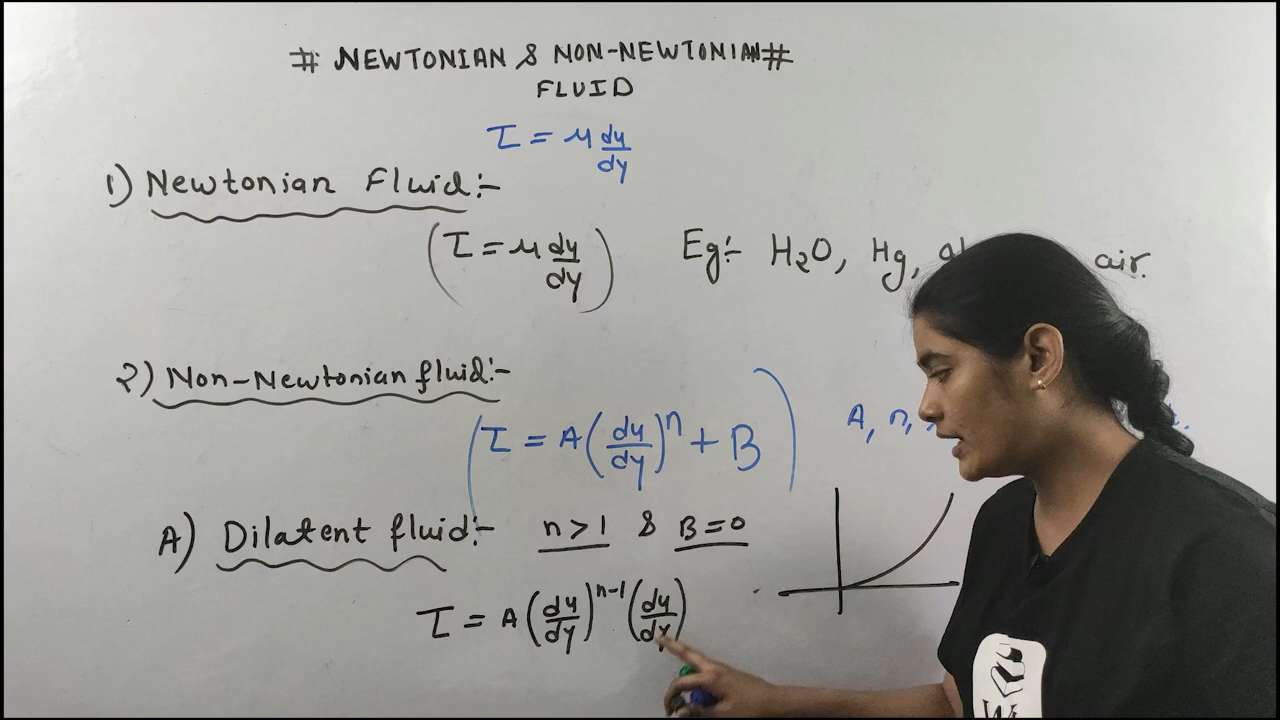 # NEWTONIAN & NON-NEWTONIAN #
FLUID
τ = μ du/dy
1) Newtonian Fluid:-
(τ = μ du/dy) Eg:- H₂O, Hg, air.
2) Non-Newtonian fluid:-
(τ = A(du/dy)ⁿ + B) A, n,
A) Dilatent fluid:- n > 1 & B = 0
τ = A(du/dy)ⁿ⁻¹(du/dy)